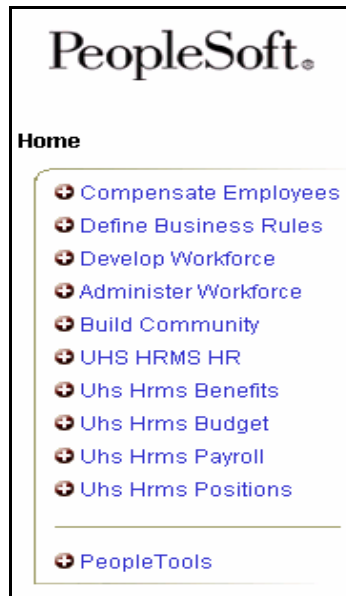 PeopleSoft®
Home
Compensate Employees
Define Business Rules
Develop Workforce
Administer Workforce
Build Community
UHS HRMS HR
Uhs Hrms Benefits
Uhs Hrms Budget
Uhs Hrms Payroll
Uhs Hrms Positions
PeopleTools